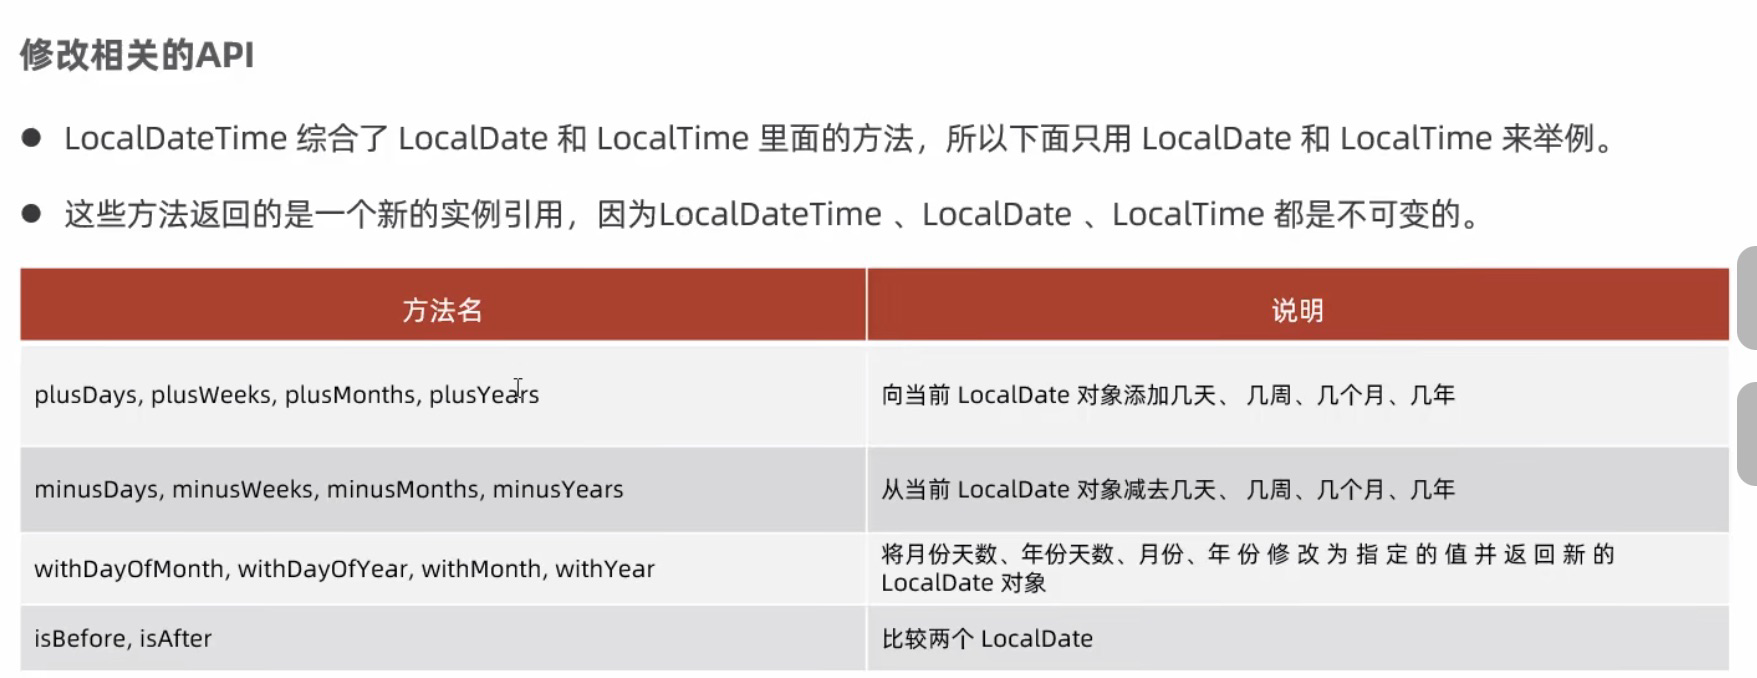 修改相关的API
● LocalDateTime 综合了 LocalDate 和 LocalTime 里面的方法，所以下面只用 LocalDate 和 LocalTime 来举例。
● 这些方法返回的是一个新的实例引用，因为LocalDateTime 、LocalDate 、LocalTime 都是不可变的。
方法名 说明
plusDays, plusWeeks, plusMonths, plusYears 向当前 LocalDate 对象添加几天、 几周、几个月、几年
minusDays, minusWeeks, minusMonths, minusYears 从当前 LocalDate 对象减去几天、 几周、几个月、几年
withDayOfMonth, withDayOfYear, withMonth, withYear 将月份天数、年份天数、月份、年 份 修 改 为 指 定 的 值 并 返 回 新 的
LocalDate 对象
isBefore, isAfter 比较两个 LocalDate